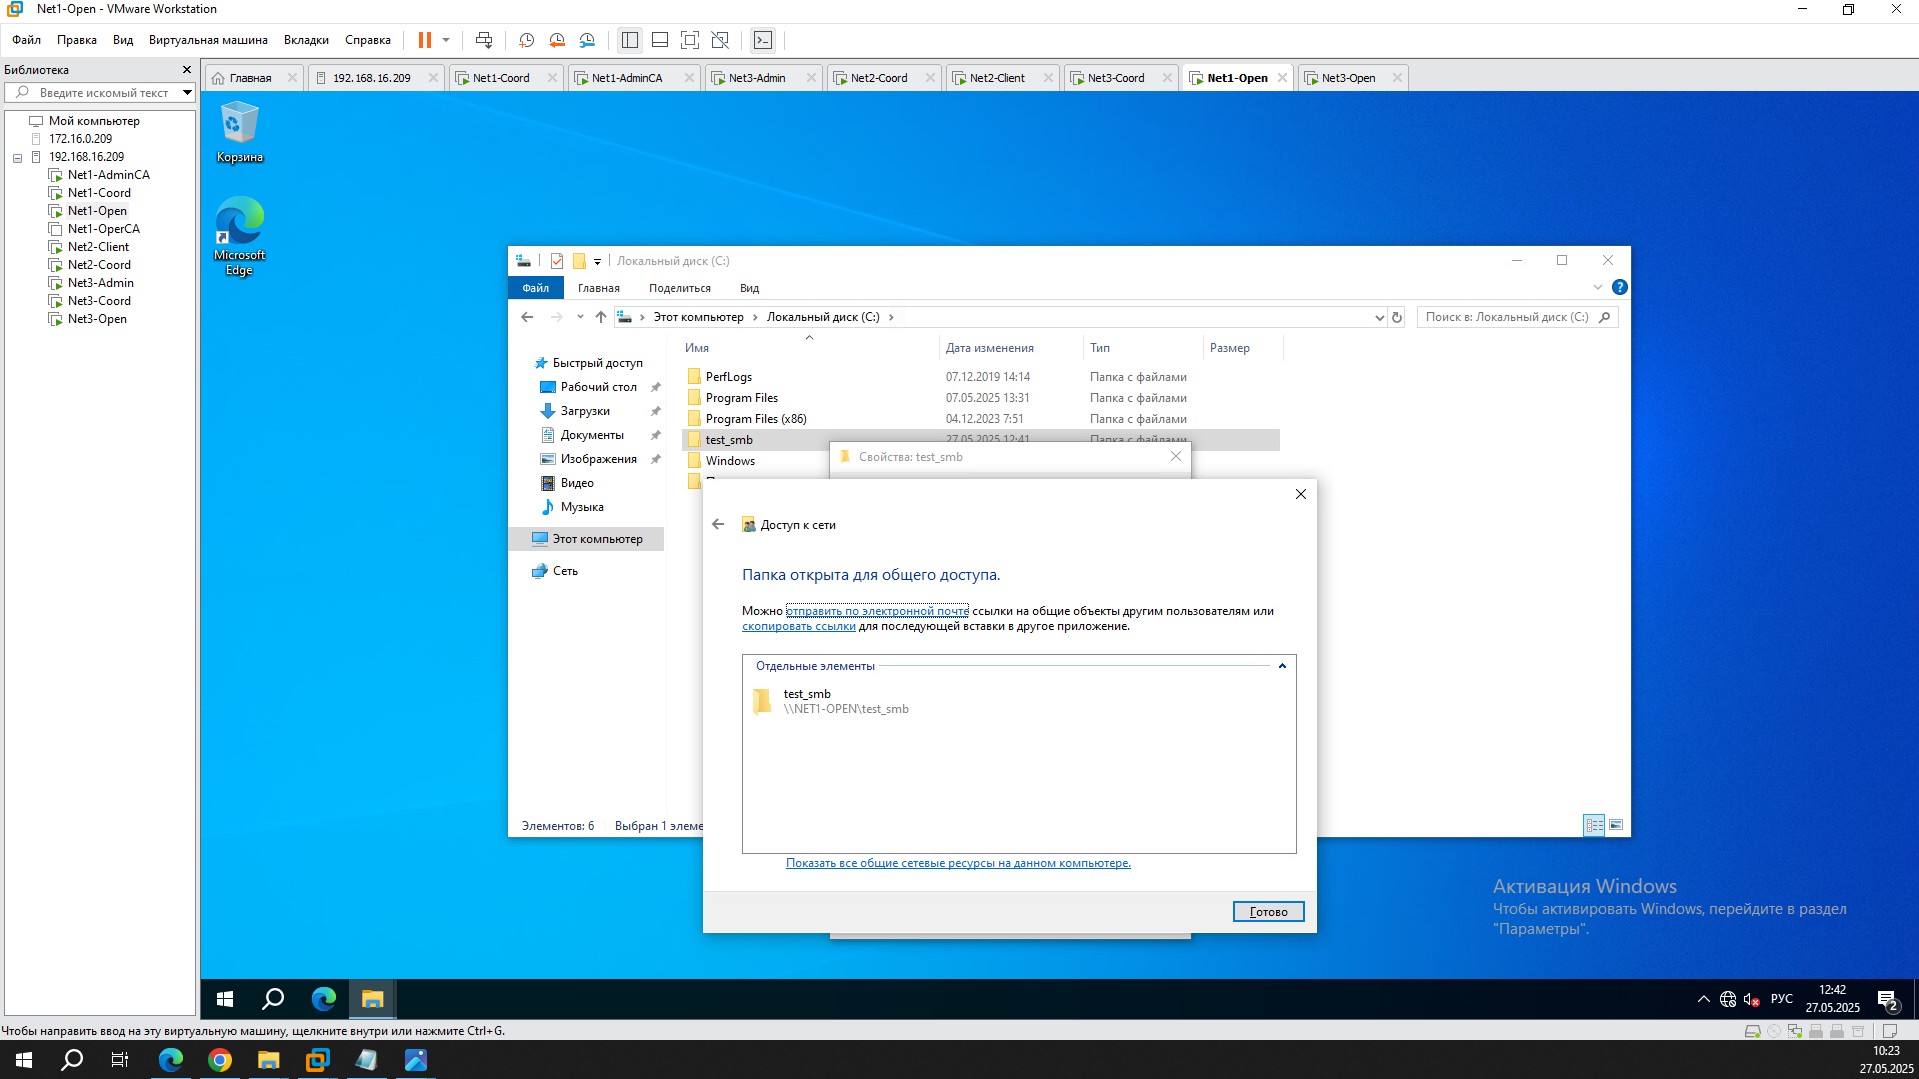 Net1-Open - VMware Workstation
Файл Правка Вид Виртуальная машина Вкладки Справка
Библиотека
Введите искомый текст
Мой компьютер
172.16.0.209
192.168.16.209
Net1-AdminCA
Net1-Coord
Net1-Open
Net1-OperCA
Net2-Client
Net2-Coord
Net3-Admin
Net3-Coord
Net3-Open
Главная 192.168.16.209 Net1-Coord Net1-AdminCA Net3-Admin Net2-Coord Net2-Client Net3-Coord Net1-Open Net3-Open
Корзина
Microsoft
Edge
Локальный диск (C:)
Файл Главная Поделиться Вид
Этот компьютер Локальный диск (C:)
Поиск в: Локальный диск (C:)
Быстрый доступ
Рабочий стол
Загрузки
Документы
Изображения
Видео
Музыка
Этот компьютер
Сеть
Имя Дата изменения Тип Размер
PerfLogs 07.12.2019 14:14 Папка с файлами
Program Files 07.05.2025 13:31 Папка с файлами
Program Files (x86) 04.12.2023 7:51 Папка с файлами
test_smb 27.05.2025 12:41 Папка с файлами
Windows
Элементов: 6 Выбран 1 элеме
Свойства: test_smb
Доступ к сети
Папка открыта для общего доступа.
Можно отправить по электронной почте ссылки на общие объекты другим пользователям или
скопировать ссылки для последующей вставки в другое приложение.
Отдельные элементы
test_smb
\\NET1-OPEN\test_smb
Показать все общие сетевые ресурсы на данном компьютере.
Готово
Активация Windows
Чтобы активировать Windows, перейдите в раздел
"Параметры".
РУС
12:42
27.05.2025
2
Чтобы направить ввод на эту виртуальную машину, щелкните внутри или нажмите Ctrl+G.
10:23
27.05.2025